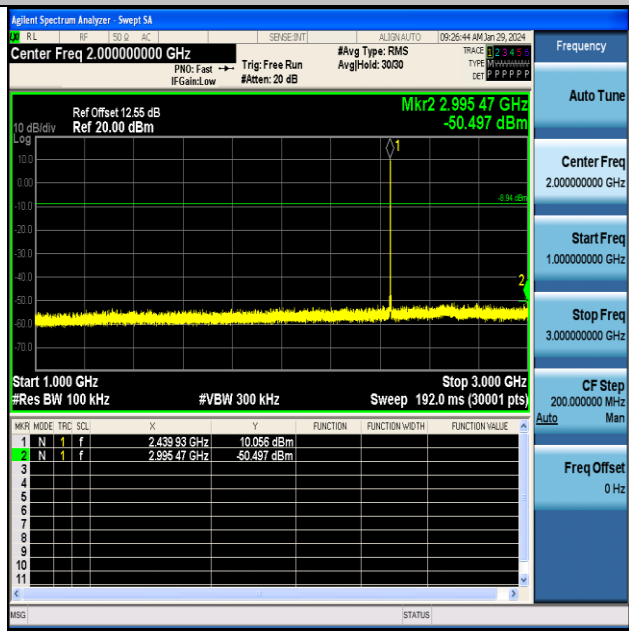 Agilent Spectrum Analyzer - Swept SA
RL RF 50 Ω AC SENSE:INT ALIGN AUTO 09:26:44 AM Jan 29, 2024
Center Freq 2.000000000 GHz
PNO: Fast
IFGain:Low
Trig: Free Run
#Atten: 20 dB
#Avg Type: RMS
Avg|Hold: 30/30
TRACE 1 2 3 4 5 6
TYPE M
DET P P P P P P
Frequency
Auto Tune
Center Freq
2.000000000 GHz
Start Freq
1.000000000 GHz
Stop Freq
3.000000000 GHz
CF Step
200.000000 MHz
Auto Man
Freq Offset
0 Hz
Mkr2 2.995 47 GHz
-50.497 dBm
Ref Offset 12.55 dB
10 dB/div Ref 20.00 dBm
Log
10.0
0.00
-10.0
-20.0
-30.0
-40.0
-50.0
-60.0
-70.0
1
-8.94 dBm
2
Start 1.000 GHz Stop 3.000 GHz
#Res BW 100 kHz #VBW 300 kHz Sweep 192.0 ms (30001 pts)
MKR MODE TRC SCL X Y FUNCTION FUNCTION WIDTH FUNCTION VALUE
1 N 1 f 2.439 93 GHz 10.056 dBm
2 N 1 f 2.995 47 GHz -50.497 dBm
3
4
5
6
7
8
9
10
11
MSG STATUS